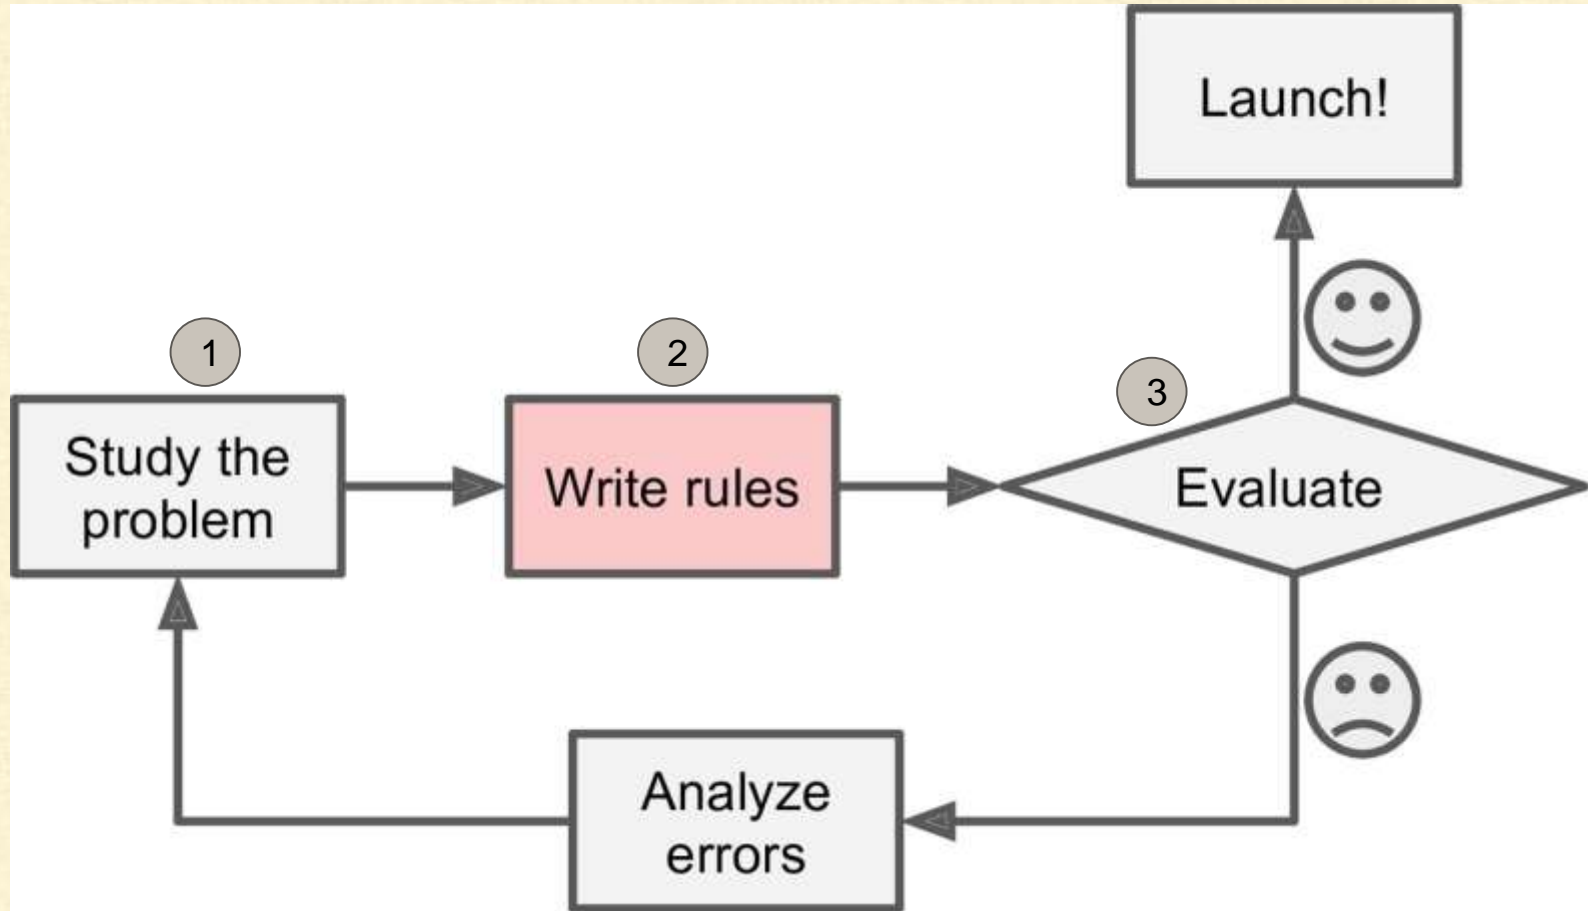 Launch!
1
2
3
Study the
problem
Write rules
Evaluate
Analyze
errors